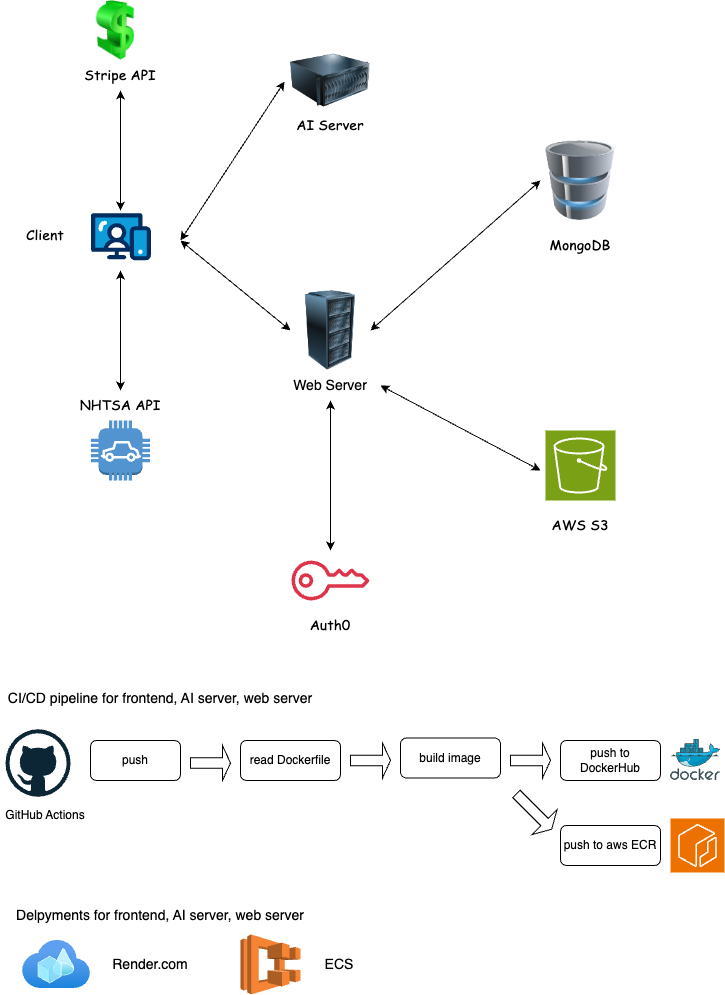 Stripe API
AI Server
Client
MongoDB
Web Server
NHTSA API
AWS S3
Auth0
CI/CD pipeline for frontend, AI server, web server
push
read Dockerfile
build image
push to
DockerHub
docker
GitHub Actions
push to aws ECR
Delpyments for frontend, AI server, web server
Render.com
ECS